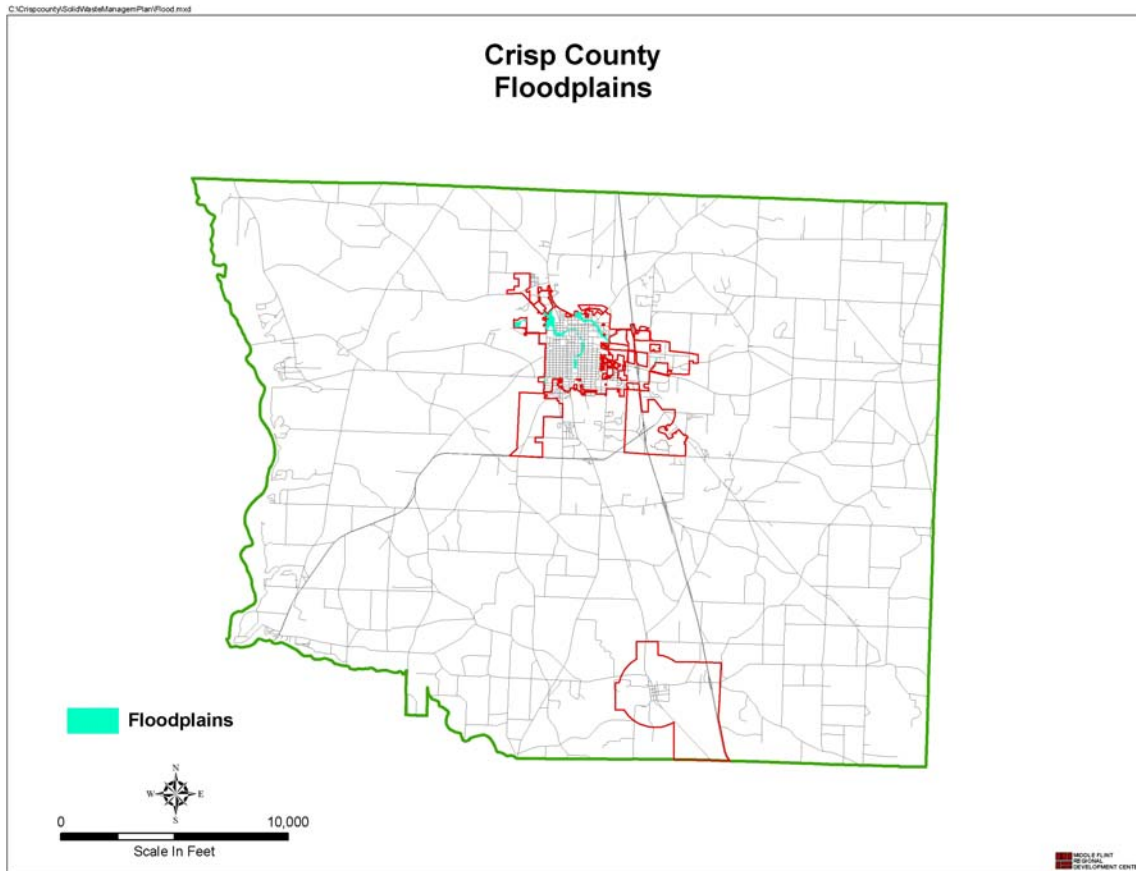 C:\Crispcounty\SolidWasteManagemPlan\Flood.mxd
Crisp County
Floodplains
Floodplains
N
W E
S
0 10,000
Scale In Feet
MIDDLE FLINT
REGIONAL
DEVELOPMENT CENTER